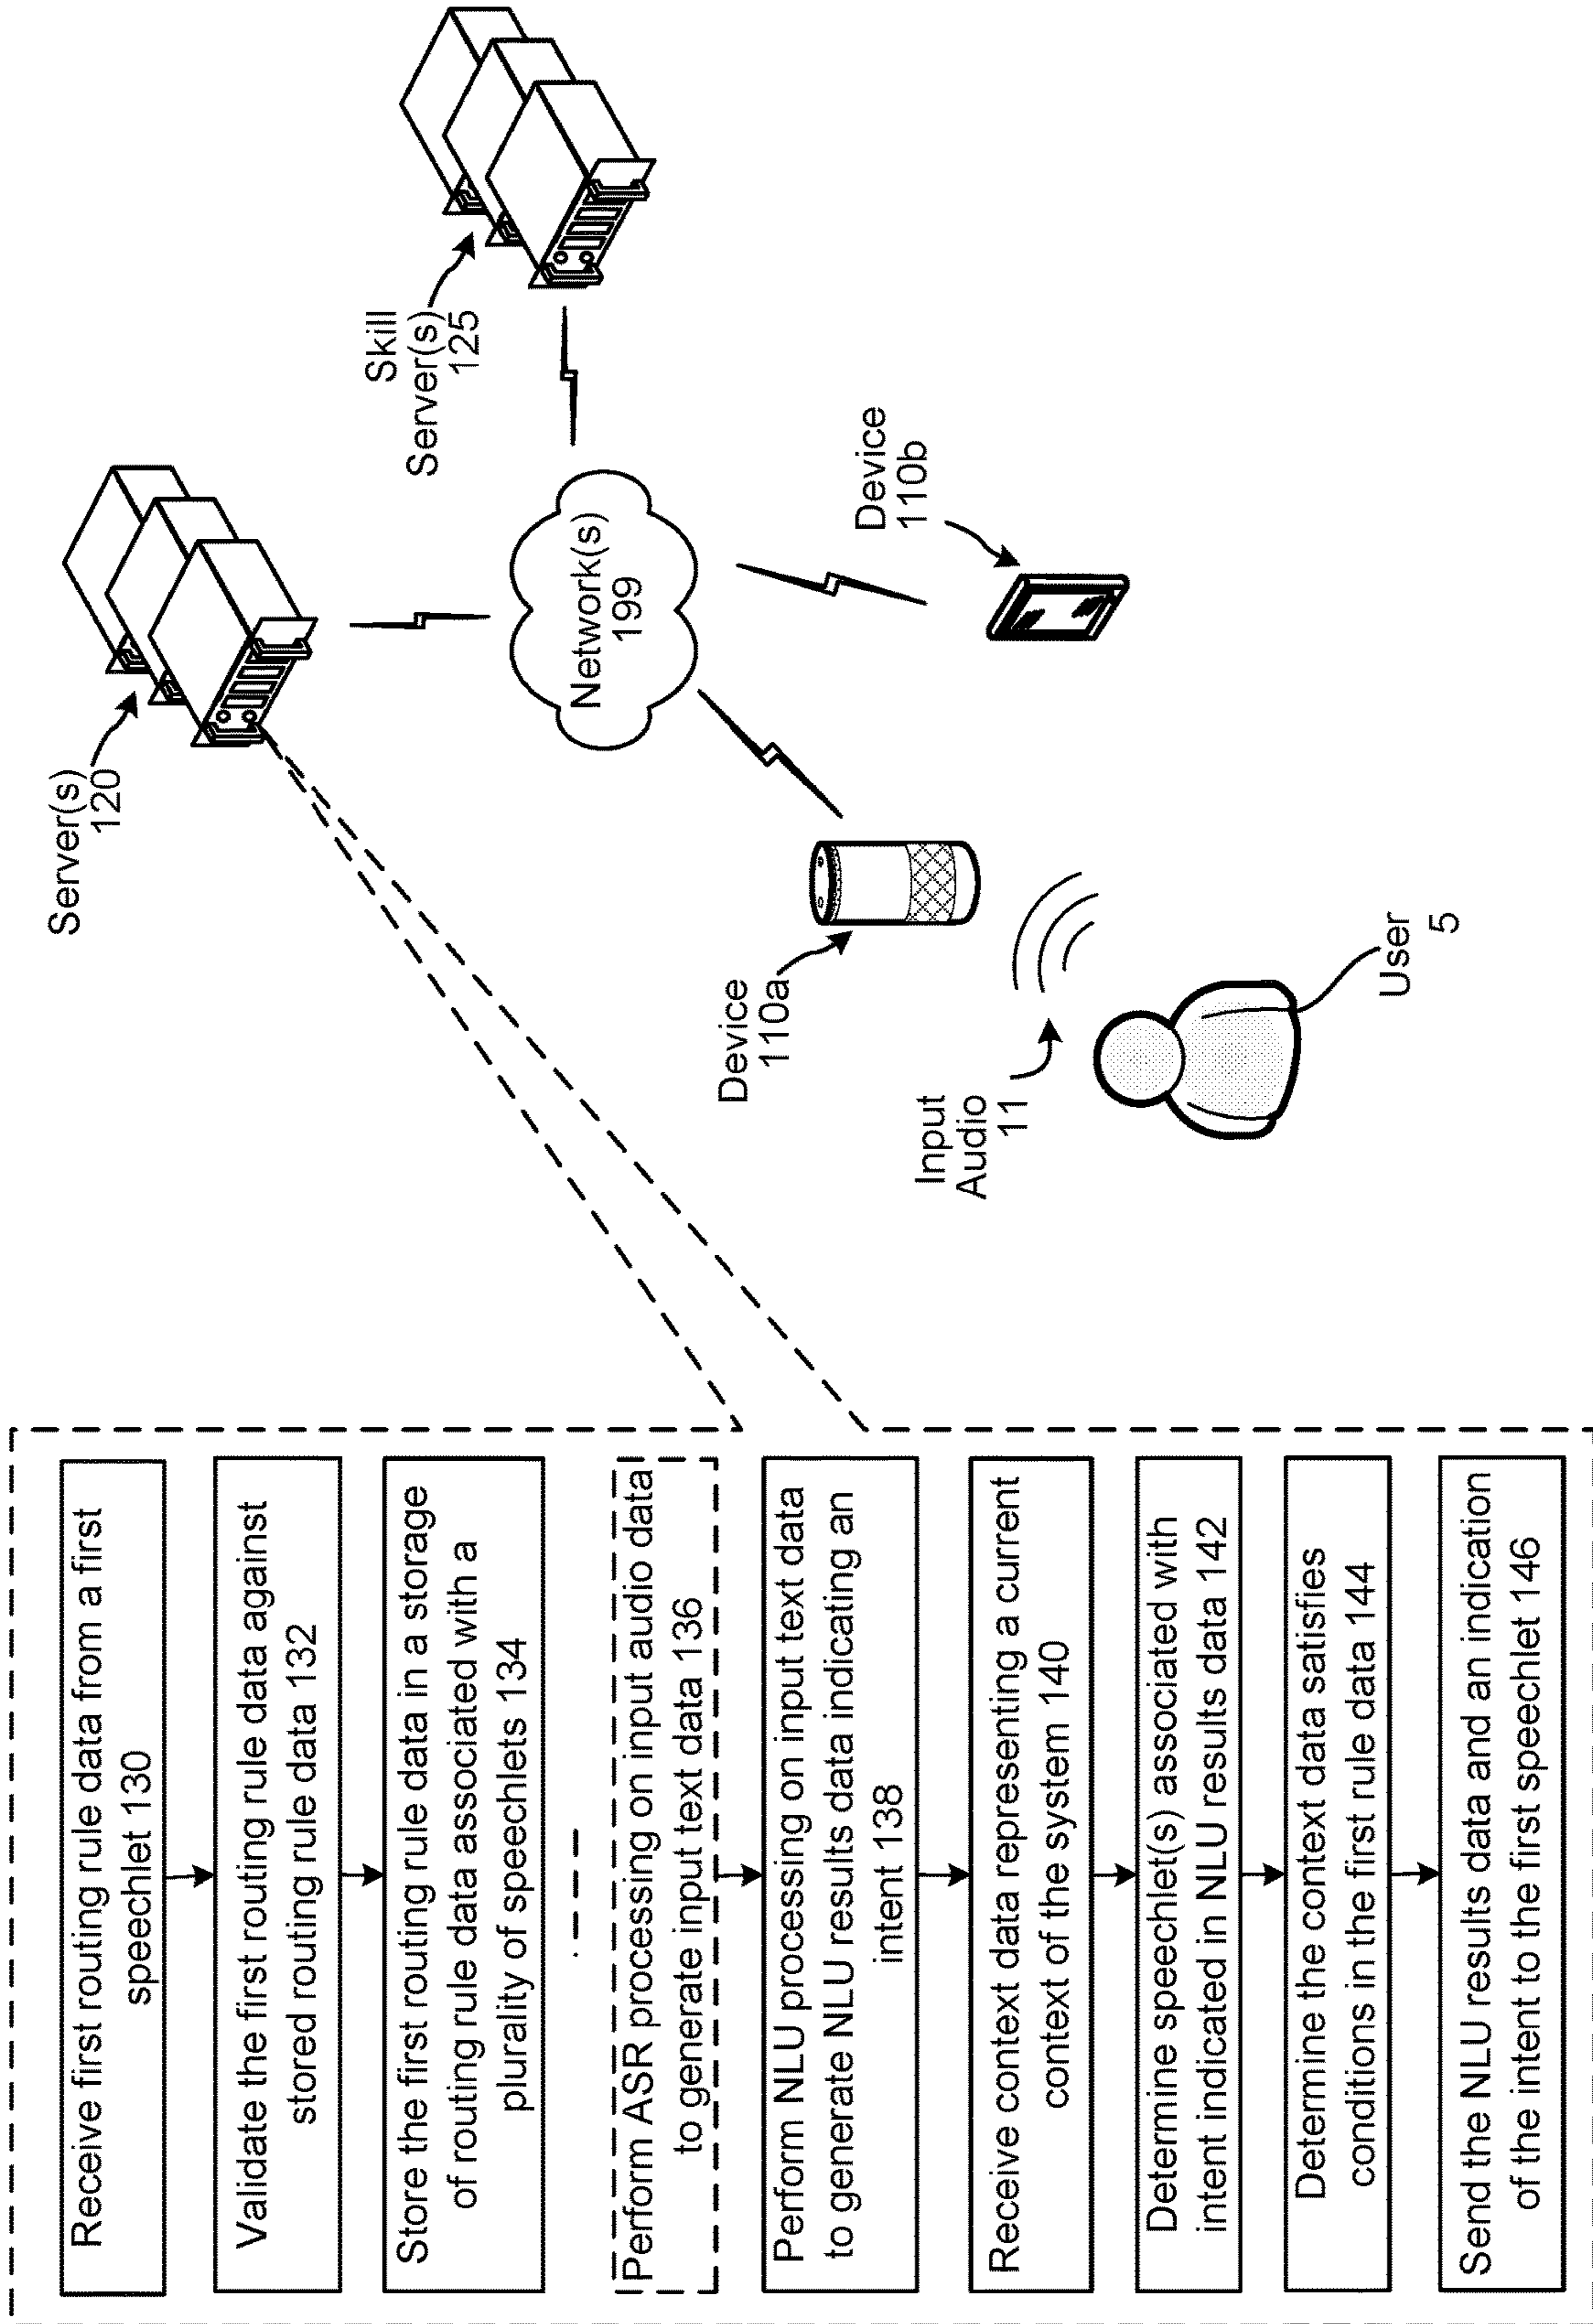 Receive first routing rule data from a first
speechlet 130
Validate the first routing rule data against
stored routing rule data 132
Store the first routing rule data in a storage
of routing rule data associated with a
plurality of speechlets 134
Perform ASR processing on input audio data
to generate input text data 136
Perform NLU processing on input text data
to generate NLU results data indicating an
intent 138
Receive context data representing a current
context of the system 140
Determine speechlet(s) associated with
intent indicated in NLU results data 142
Determine the context data satisfies
conditions in the first rule data 144
Send the NLU results data and an indication
of the intent to the first speechlet 146
Server(s)
120
Skill
Server(s)
125
Network(s)
199
Device
110a
Device
110b
Input
Audio
11
User
5